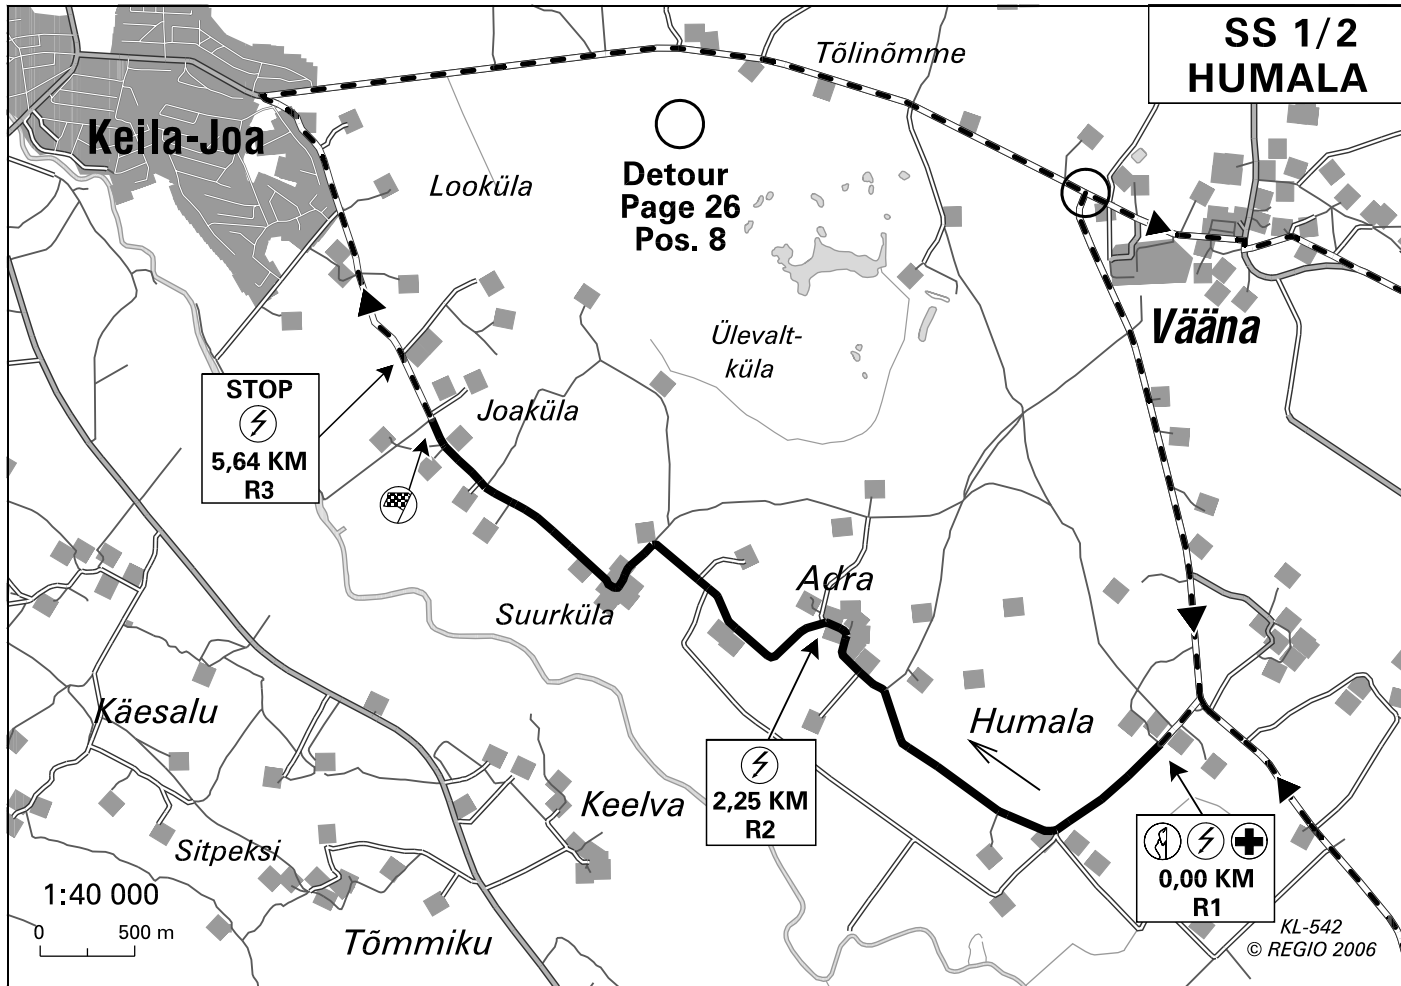 SS 1/2
HUMALA
Tõlinõmme
Keila-Joa
Looküla
Detour
Page 26
Pos. 8
Vääna
Ülevalt-
küla
STOP
5,64 KM
R3
Joaküla
Adra
Suurküla
Käesalu
Humala
2,25 KM
R2
Keelva
Sitpeksi
0,00 KM
R1
1:40 000
0 500 m
Tõmmiku
KL-542
© REGIO 2006